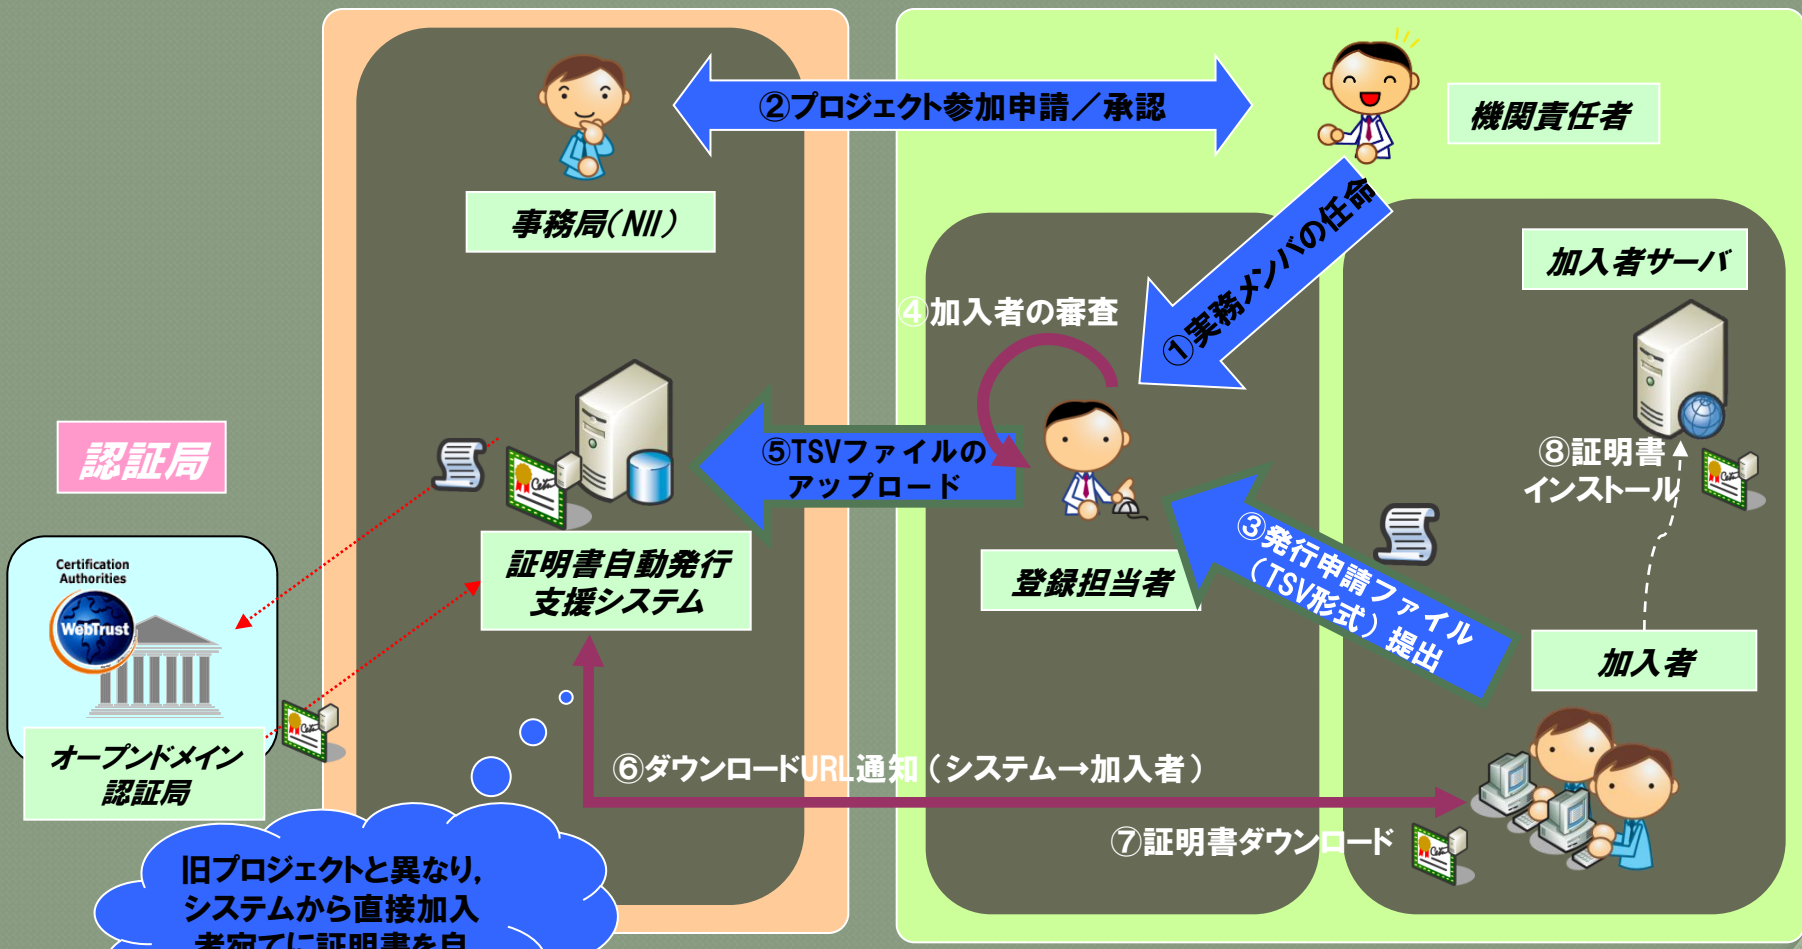 ②プロジェクト参加申請／承認
機関責任者
事務局(NII)
①実務メンバの任命
加入者サーバ
④加入者の審査
認証局
⑤TSVファイルの
アップロード
⑧証明書
インストール
Certification
Authorities
WebTrust
証明書自動発行
支援システム
登録担当者
③発行申請ファイル
（TSV形式）提出
加入者
オープンドメイン
認証局
⑥ダウンロードURL通知（システム→加入者）
⑦証明書ダウンロード
旧プロジェクトと異なり,
システムから直接加入
者宛てに証明書を自